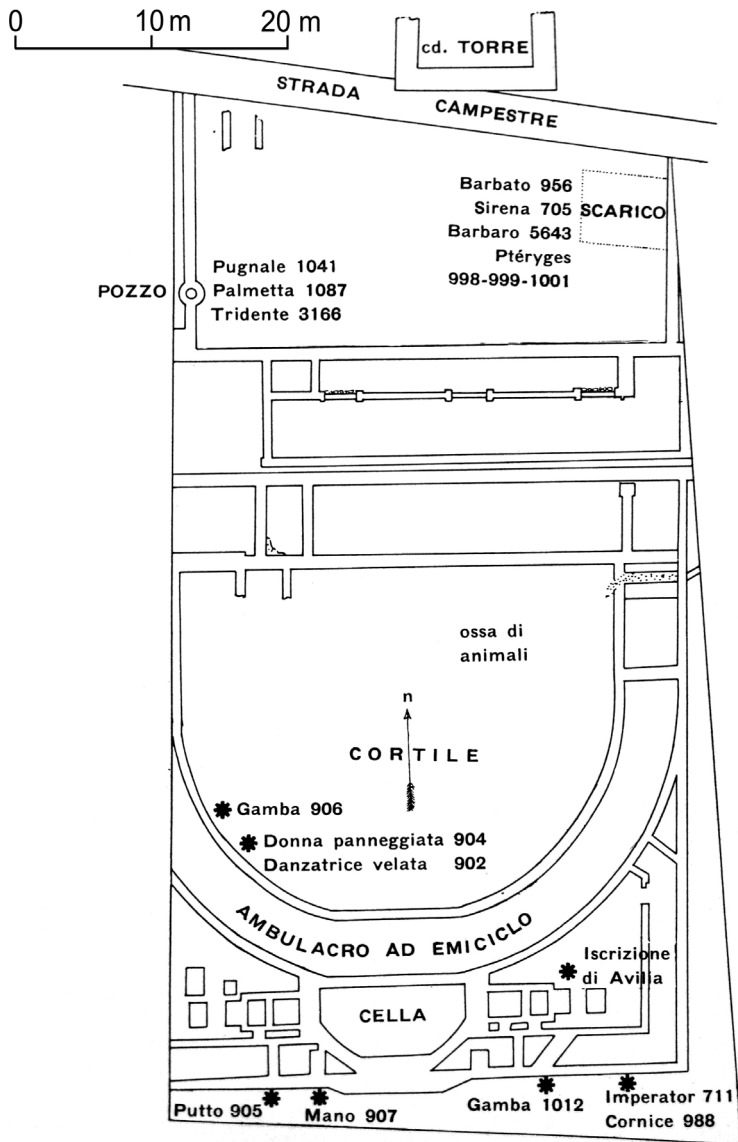 0 10 m 20 m
cd. TORRE
STRADA CAMPESTRE
Barbato 956
Sirena 705
SCARICO
Barbaro 5643
Ptéryges
998-999-1001
Pugnale 1041
POZZO
Palmetta 1087
Tridente 3166
ossa di
animali
n
CORTILE
Gamba 906
Donna panneggiata 904
Danzatrice velata 902
AMBULACRO AD EMICICLO
Iscrizione
di Avilia
CELLA
Putto 905
Mano 907
Gamba 1012
Imperator 711
Cornice 988